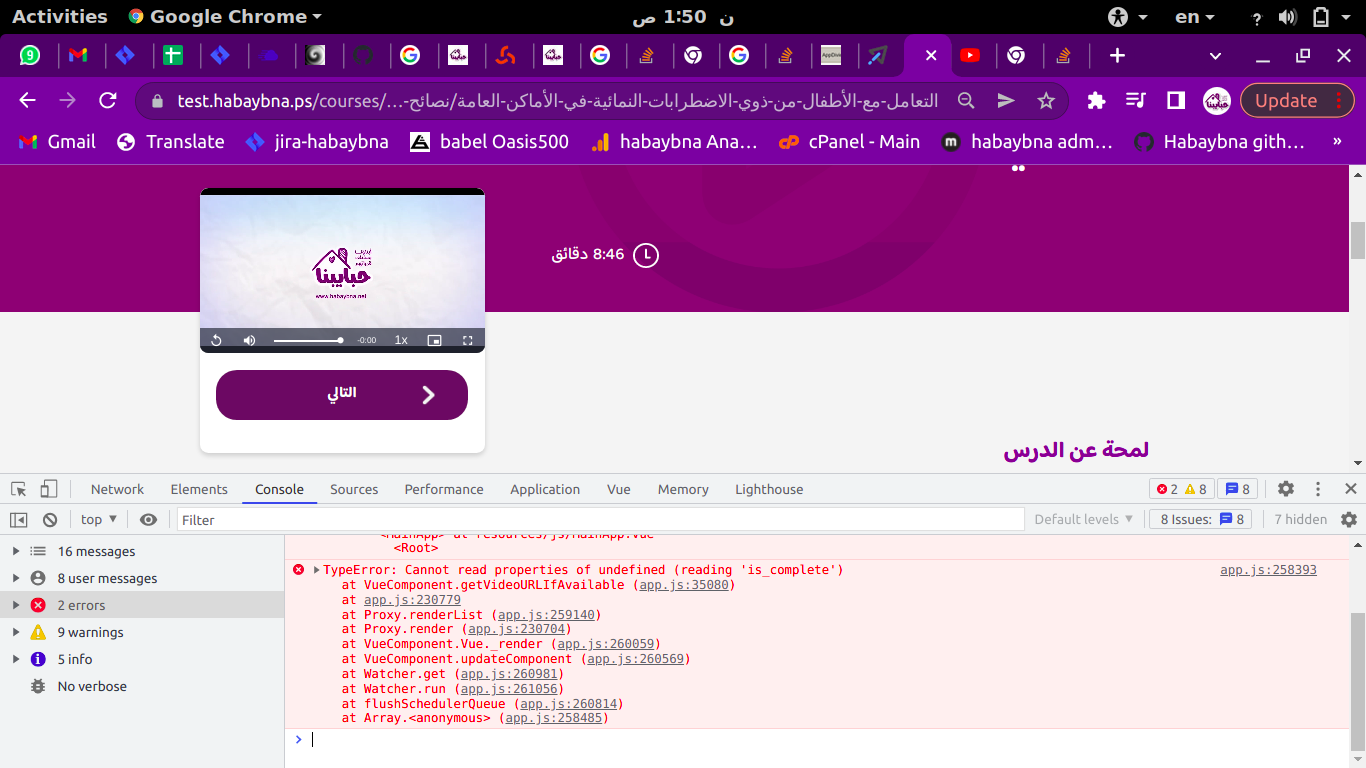 Activities
Google Chrome
ن 1:50 ص
en
Update
test.habaybna.ps/courses/التعامل-مع-الأطفال-من-ذوي-الاضطرابات-النمائية-في-الأماكن-العامة/نصائح-...
Gmail
Translate
jira-habaybna
babel Oasis500
habaybna Ana...
cPanel - Main
habaybna adm...
Habaybna gith...
»
8:46 دقائق
حبايبنا
www.habaybna.net
-0:00
1x
التالي
لمحة عن الدرس
Network
Elements
Console
Sources
Performance
Application
Vue
Memory
Lighthouse
2
8
8
top
Filter
Default levels
8 Issues:
8
7 hidden
16 messages
8 user messages
2 errors
9 warnings
5 info
No verbose
<MainApp> at resources/js/MainApp.vue
<Root>
TypeError: Cannot read properties of undefined (reading 'is_complete')
app.js:258393
at VueComponent.getVideoURLIfAvailable (app.js:35080)
at app.js:230779
at Proxy.renderList (app.js:259140)
at Proxy.render (app.js:230704)
at VueComponent.Vue._render (app.js:260059)
at VueComponent.updateComponent (app.js:260569)
at Watcher.get (app.js:260981)
at Watcher.run (app.js:261056)
at flushSchedulerQueue (app.js:260814)
at Array.<anonymous> (app.js:258485)